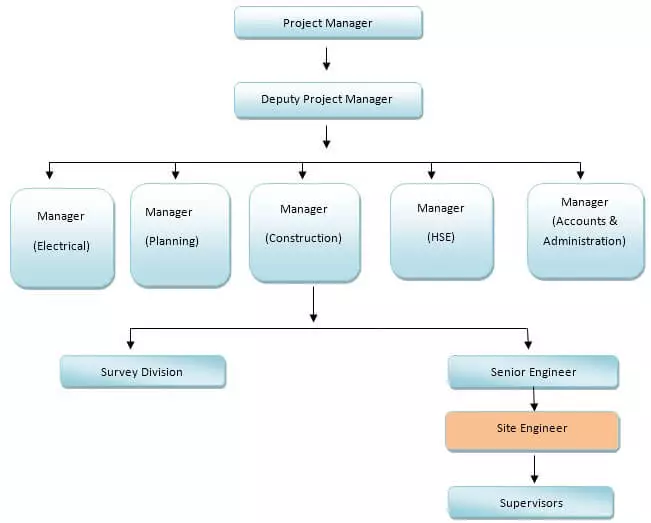 Project Manager
Deputy Project Manager
Manager
(Electrical)
Manager
(Planning)
Manager
(Construction)
Manager
(HSE)
Manager
(Accounts &
Administration)
Survey Division
Senior Engineer
Site Engineer
Supervisors